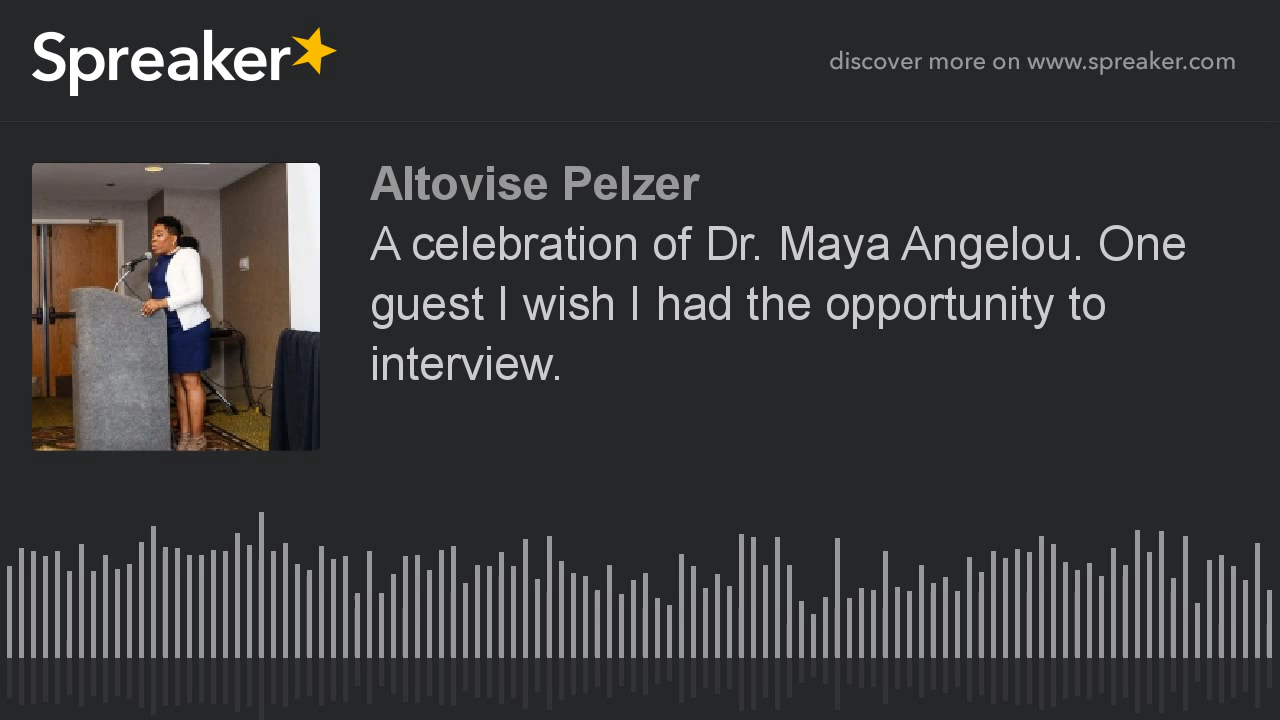 Spreaker
discover more on www.spreaker.com
Altovise Pelzer
A celebration of Dr. Maya Angelou. One
guest I wish I had the opportunity to
interview.